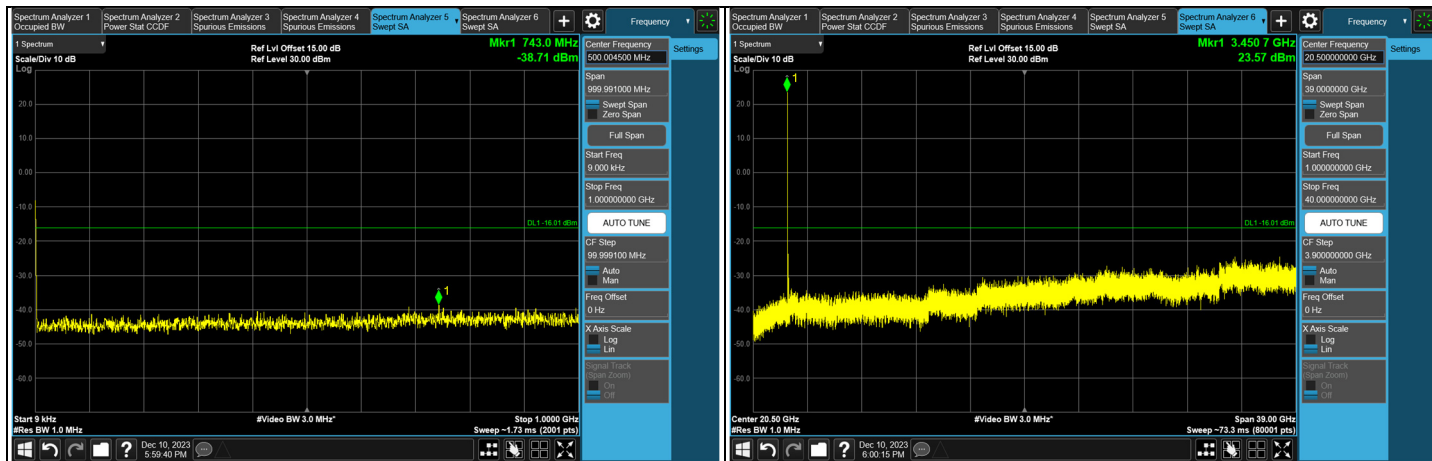 Spectrum Analyzer 1
Occupied BW
Spectrum Analyzer 2
Power Stat CCDF
Spectrum Analyzer 3
Spurious Emissions
Spectrum Analyzer 4
Spurious Emissions
Spectrum Analyzer 5
Swept SA
Spectrum Analyzer 6
Swept SA
+
Frequency
1 Spectrum
Scale/Div 10 dB
Log
Ref Lvl Offset 15.00 dB
Ref Level 30.00 dBm
Mkr1 743.0 MHz
-38.71 dBm
1
20.0
10.0
0.00
DL1 -16.01 dBm
-20.0
-30.0
-40.0
-50.0
-60.0
Start 9 kHz
#Res BW 1.0 MHz
#Video BW 3.0 MHz*
Stop 1.0000 GHz
Sweep ~1.73 ms (2001 pts)
Center Frequency
500.004500 MHz
Settings
Span
999.991000 MHz
Swept Span
Zero Span
Full Span
Start Freq
9.000 kHz
Stop Freq
1.000000000 GHz
AUTO TUNE
CF Step
99.999100 MHz
Auto
Man
Freq Offset
0 Hz
X Axis Scale
Log
Lin
Signal Track
(Span Zoom)
On
Off
?
Dec 10, 2023
5:59:40 PM
Spectrum Analyzer 1
Occupied BW
Spectrum Analyzer 2
Power Stat CCDF
Spectrum Analyzer 3
Spurious Emissions
Spectrum Analyzer 4
Spurious Emissions
Spectrum Analyzer 5
Swept SA
Spectrum Analyzer 6
Swept SA
+
Frequency
1 Spectrum
Scale/Div 10 dB
Log
Ref Lvl Offset 15.00 dB
Ref Level 30.00 dBm
Mkr1 3.450 7 GHz
23.57 dBm
1
20.0
10.0
0.00
DL1 -16.01 dBm
-20.0
-30.0
-40.0
-50.0
-60.0
Center 20.50 GHz
#Res BW 1.0 MHz
#Video BW 3.0 MHz*
Span 39.00 GHz
Sweep ~73.3 ms (80001 pts)
Center Frequency
20.500000000 GHz
Settings
Span
39.0000000 GHz
Swept Span
Zero Span
Full Span
Start Freq
1.000000000 GHz
Stop Freq
40.000000000 GHz
AUTO TUNE
CF Step
3.900000000 GHz
Auto
Man
Freq Offset
0 Hz
X Axis Scale
Log
Lin
Signal Track
(Span Zoom)
On
Off
?
Dec 10, 2023
6:00:15 PM